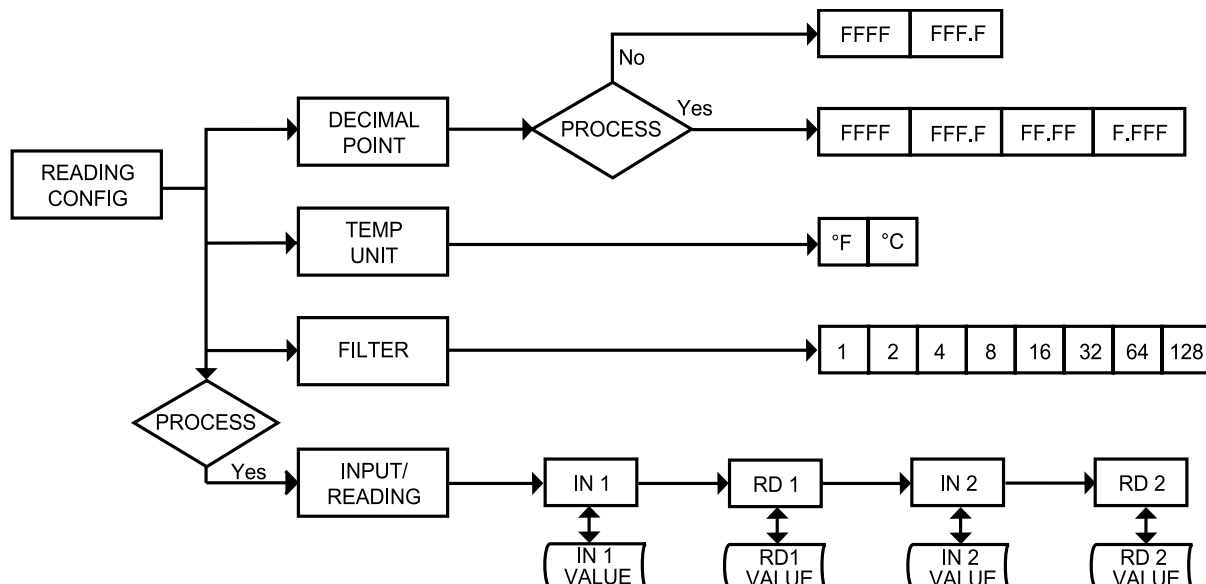 FFFF FFF.F
No
DECIMAL
POINT
PROCESS
Yes
FFFF FFF.F FF.FF F.FFF
READING
CONFIG
TEMP
UNIT
°F °C
FILTER
1 2 4 8 16 32 64 128
PROCESS
Yes
INPUT/
READING
IN 1
RD 1
IN 2
RD 2
IN 1
VALUE
RD1
VALUE
IN 2
VALUE
RD 2
VALUE